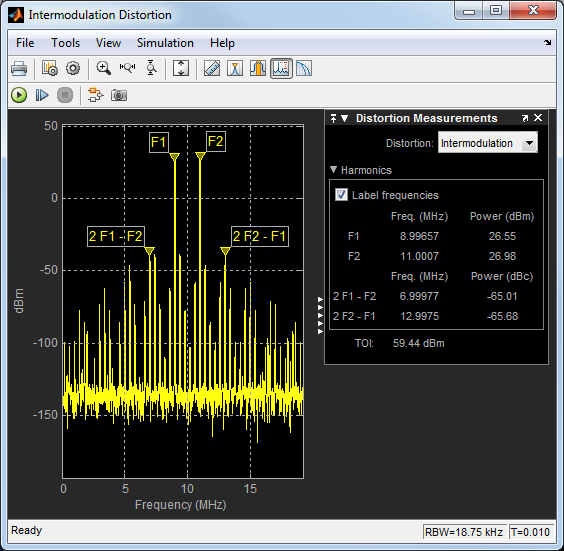 Intermodulation Distortion
File Tools View Simulation Help
Distortion Measurements
Distortion: Intermodulation
Harmonics
Label frequencies
Freq. (MHz) Power (dBm)
F1 8.99657 26.55
F2 11.0007 26.98
Freq. (MHz) Power (dBc)
2 F1 - F2 6.99977 -65.01
2 F2 - F1 12.9975 -65.68
TOI: 59.44 dBm
50
0
-50
-100
-150
dBm
F1
F2
2 F1 - F2
2 F2 - F1
0 5 10 15
Frequency (MHz)
Ready
RBW=18.75 kHz T=0.010